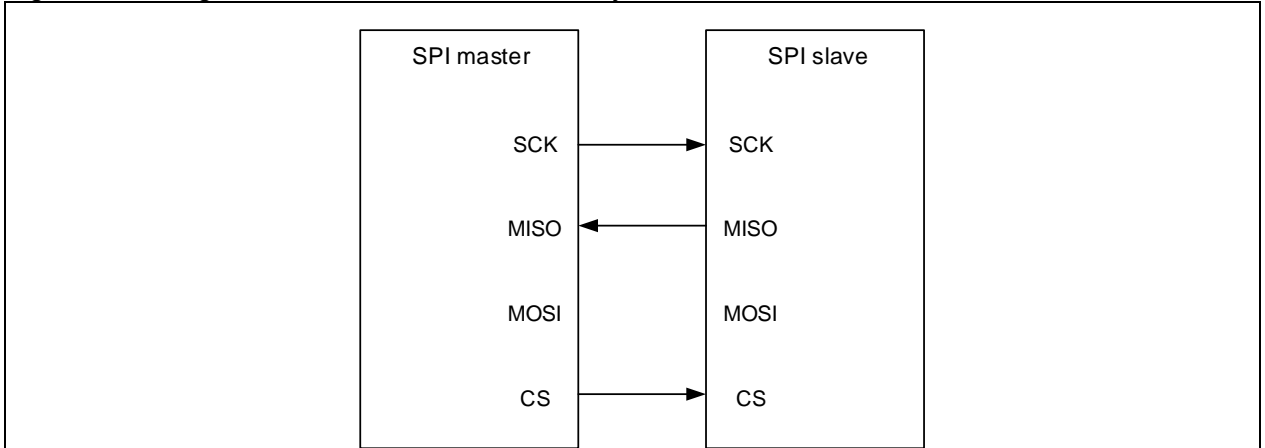 SPI master SPI slave
SCK SCK
MISO MISO
MOSI MOSI
CS CS